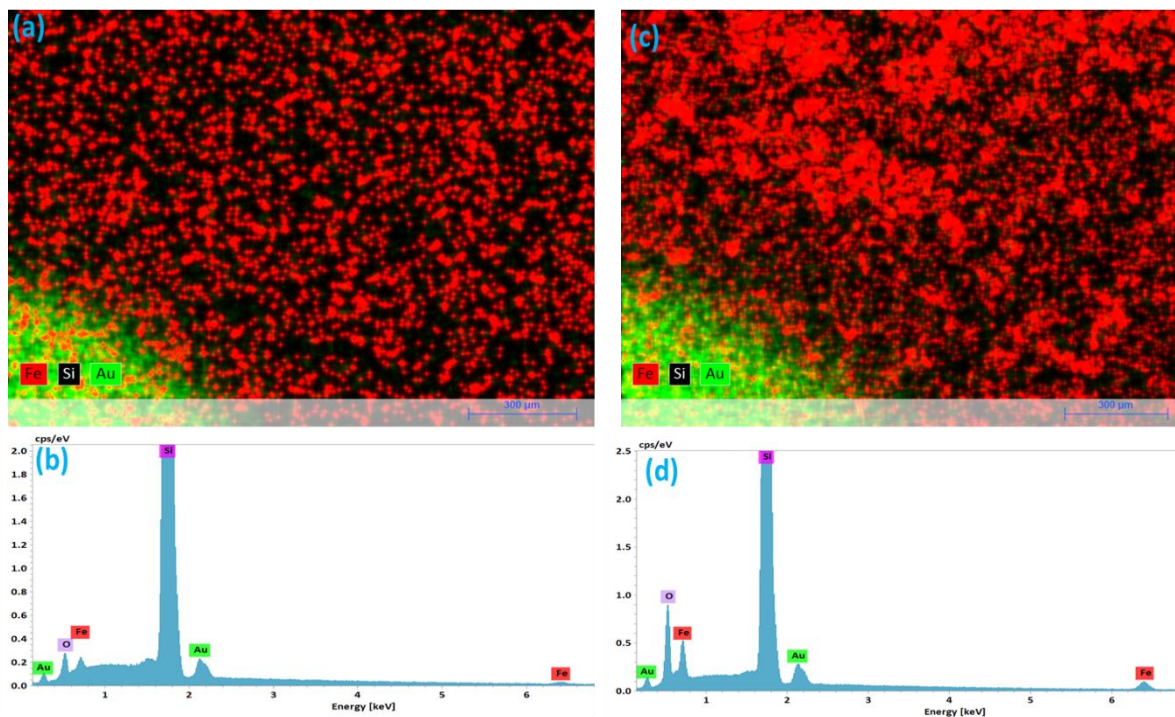 (a)
Fe Si Au
300 µm
(c)
Fe Si Au
300 µm
cps/eV
(b)
2.0
1.8
1.6
1.4
1.2
1.0
0.8
0.6
0.4
0.2
0.0
Si
Au
O
Fe
Au
Fe
1 2 3 4 5 6
Energy [keV]
cps/eV
(d)
2.5
2.0
1.5
1.0
0.5
0.0
Si
O
Fe
Au
Au
Fe
1 2 3 4 5 6
Energy [keV]